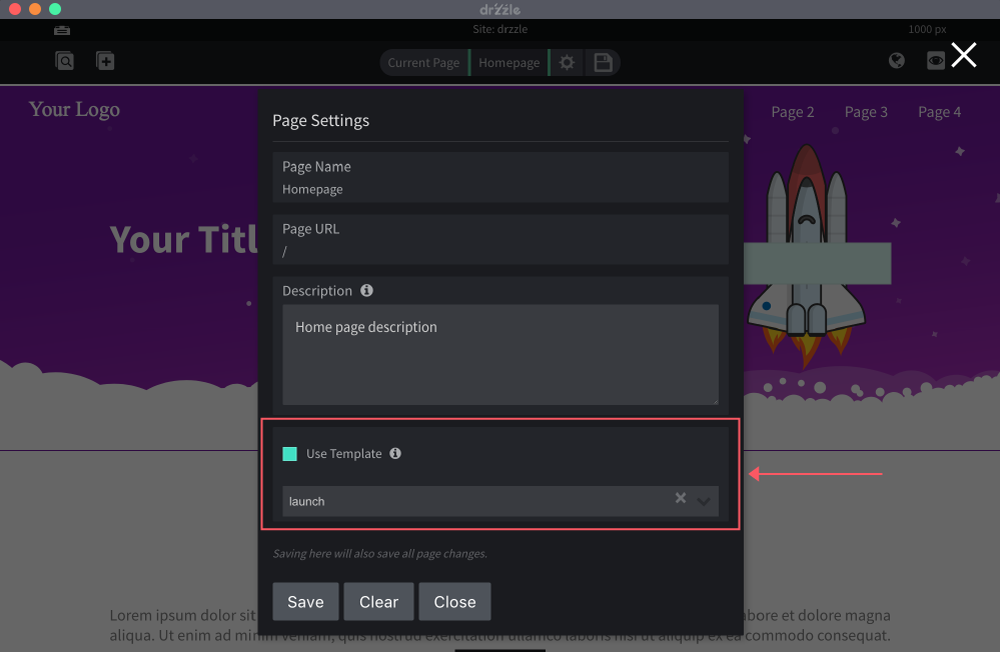 drzzle
Site: drzzle
1000 px
Current Page
Homepage
Your Logo
Page 2
Page 3
Page 4
Page Settings
Page Name
Homepage
Page URL
/
Your Titl
Description
Home page description
Use Template
launch
Saving here will also save all page changes.
Save
Clear
Close
Lorem ipsum dolor sit
abore et dolore magna
aliqua. Ut enim ad minim veniam, quis nostrud exercitation ullamco laboris nisi ut aliquip ex ea commodo consequat.